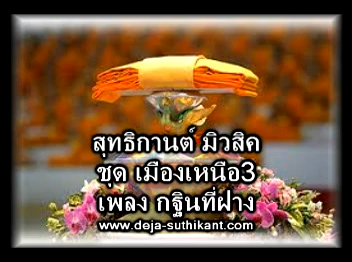 สุทธิกานต์ มิวสิค
ชุด เมืองเหนือ3
เพลง กฐินที่ฝาง
www.deja-suthikant.com